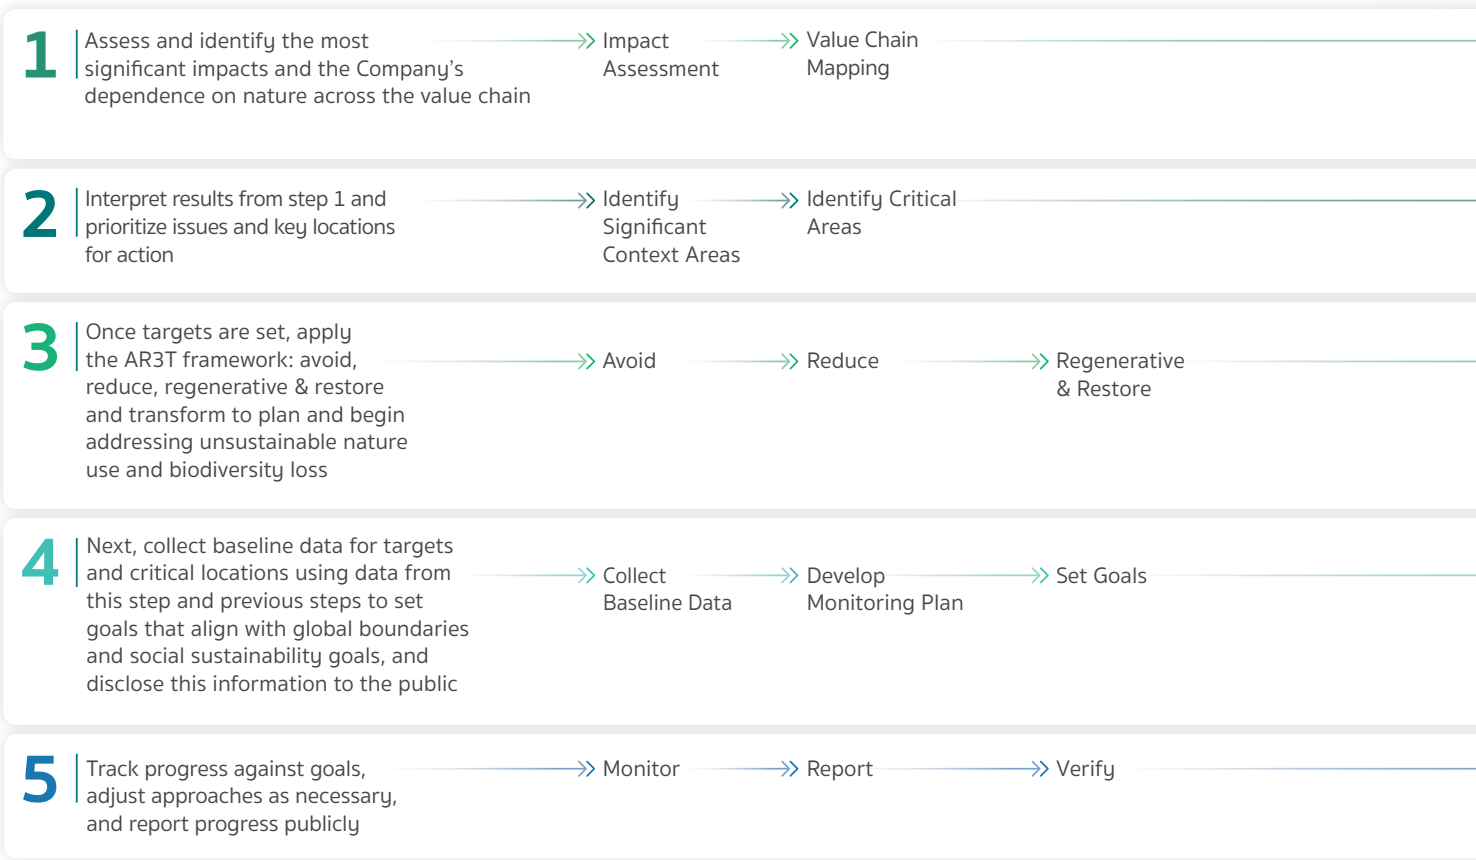 1
Assess and identify the most
significant impacts and the Company's
dependence on nature across the value chain
Impact
Assessment
Value Chain
Mapping
2
Interpret results from step 1 and
prioritize issues and key locations
for action
Identify
Significant
Context Areas
Identify Critical
Areas
3
Once targets are set, apply
the AR3T framework: avoid,
reduce, regenerative & restore
and transform to plan and begin
addressing unsustainable nature
use and biodiversity loss
Avoid
Reduce
Regenerative
& Restore
4
Next, collect baseline data for targets
and critical locations using data from
this step and previous steps to set
goals that align with global boundaries
and social sustainability goals, and
disclose this information to the public
Collect
Baseline Data
Develop
Monitoring Plan
Set Goals
5
Track progress against goals,
adjust approaches as necessary,
and report progress publicly
Monitor
Report
Verify